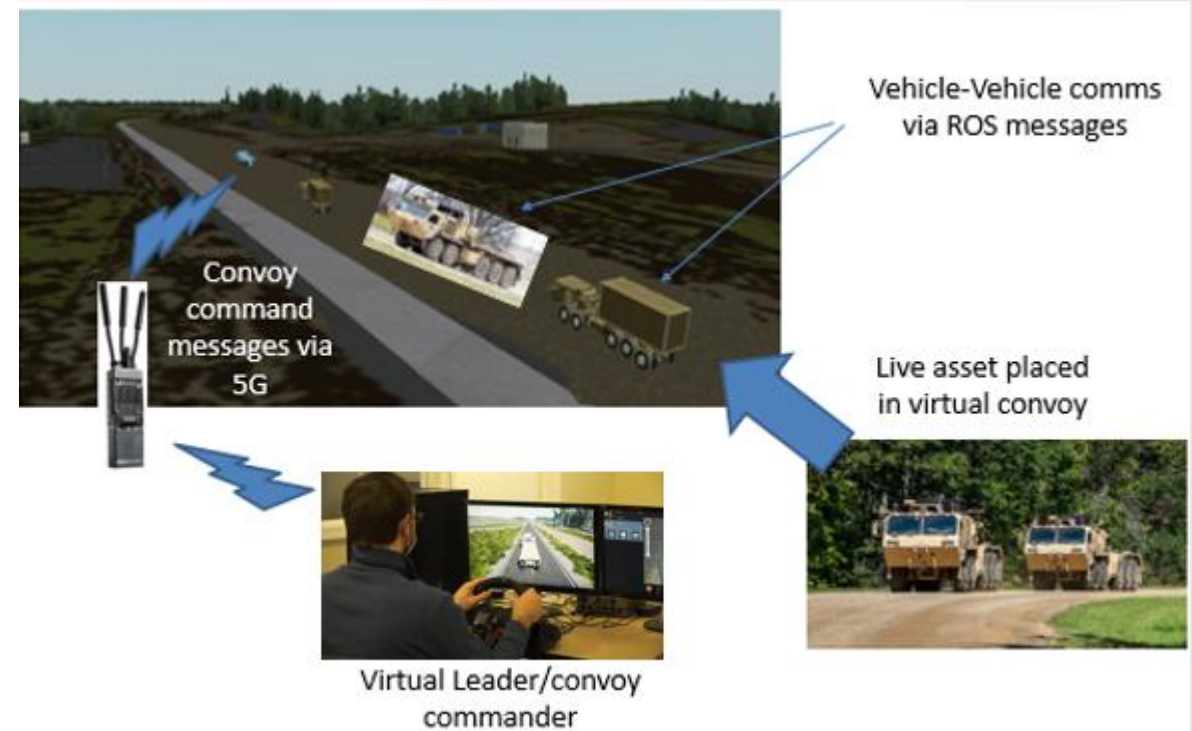 Vehicle-Vehicle comms
via ROS messages
Convoy
command
messages via
5G
Live asset placed
in virtual convoy
Virtual Leader/convoy
commander